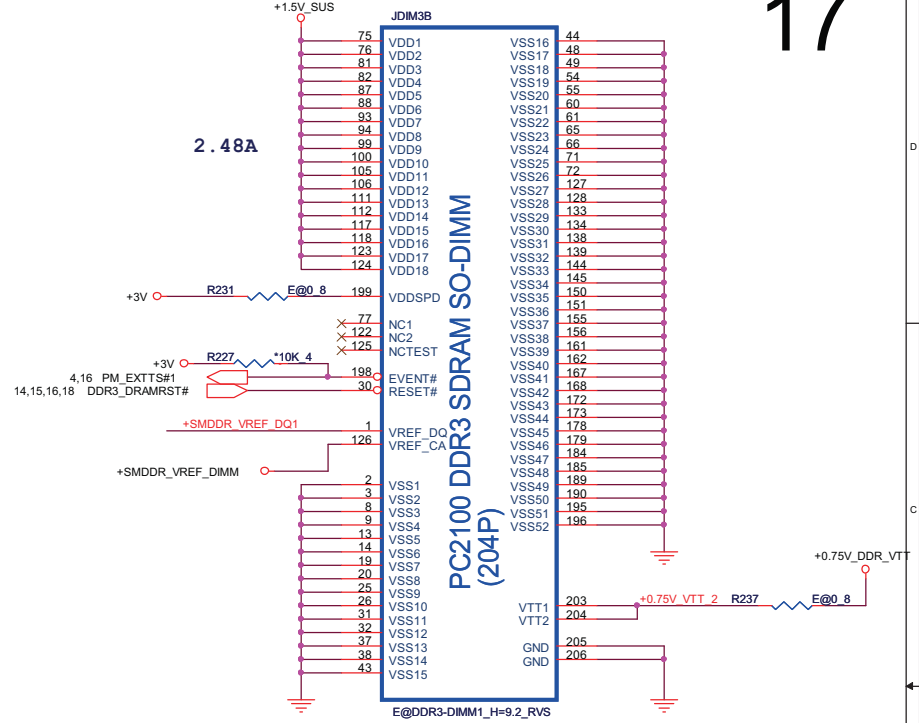 17
+1.5V_SUS
JDIM3B
75 VDD1
76 VDD2
81 VDD3
82 VDD4
87 VDD5
88 VDD6
93 VDD7
94 VDD8
99 VDD9
100 VDD10
105 VDD11
106 VDD12
111 VDD13
112 VDD14
117 VDD15
118 VDD16
123 VDD17
124 VDD18
2.48A
+3V R231 E@0_8 199 VDDSPD
77 NC1
122 NC2
125 NCTEST
+3V R227 *10K_4
4,16 PM_EXTTS#1 198 EVENT#
14,15,16,18 DDR3_DRAMRST# 30 RESET#
+SMDDR_VREF_DQ1 1 VREF_DQ
126 VREF_CA
+SMDDR_VREF_DIMM
2 VSS1
3 VSS2
8 VSS3
9 VSS4
13 VSS5
14 VSS6
19 VSS7
20 VSS8
25 VSS9
26 VSS10
31 VSS11
32 VSS12
37 VSS13
38 VSS14
43 VSS15
PC2100 DDR3 SDRAM SO-DIMM
(204P)
VSS16 44
VSS17 48
VSS18 49
VSS19 54
VSS20 55
VSS21 60
VSS22 61
VSS23 65
VSS24 66
VSS25 71
VSS26 72
VSS27 127
VSS28 128
VSS29 133
VSS30 134
VSS31 138
VSS32 139
VSS33 144
VSS34 145
VSS35 150
VSS36 151
VSS37 155
VSS38 156
VSS39 161
VSS40 162
VSS41 167
VSS42 168
VSS43 172
VSS44 173
VSS45 178
VSS46 179
VSS47 184
VSS48 185
VSS49 189
VSS50 190
VSS51 195
VSS52 196
+0.75V_DDR_VTT
VTT1 203 +0.75V_VTT_2 R237 E@0_8
VTT2 204
GND 205
GND 206
E@DDR3-DIMM1_H=9.2_RVS
D
C